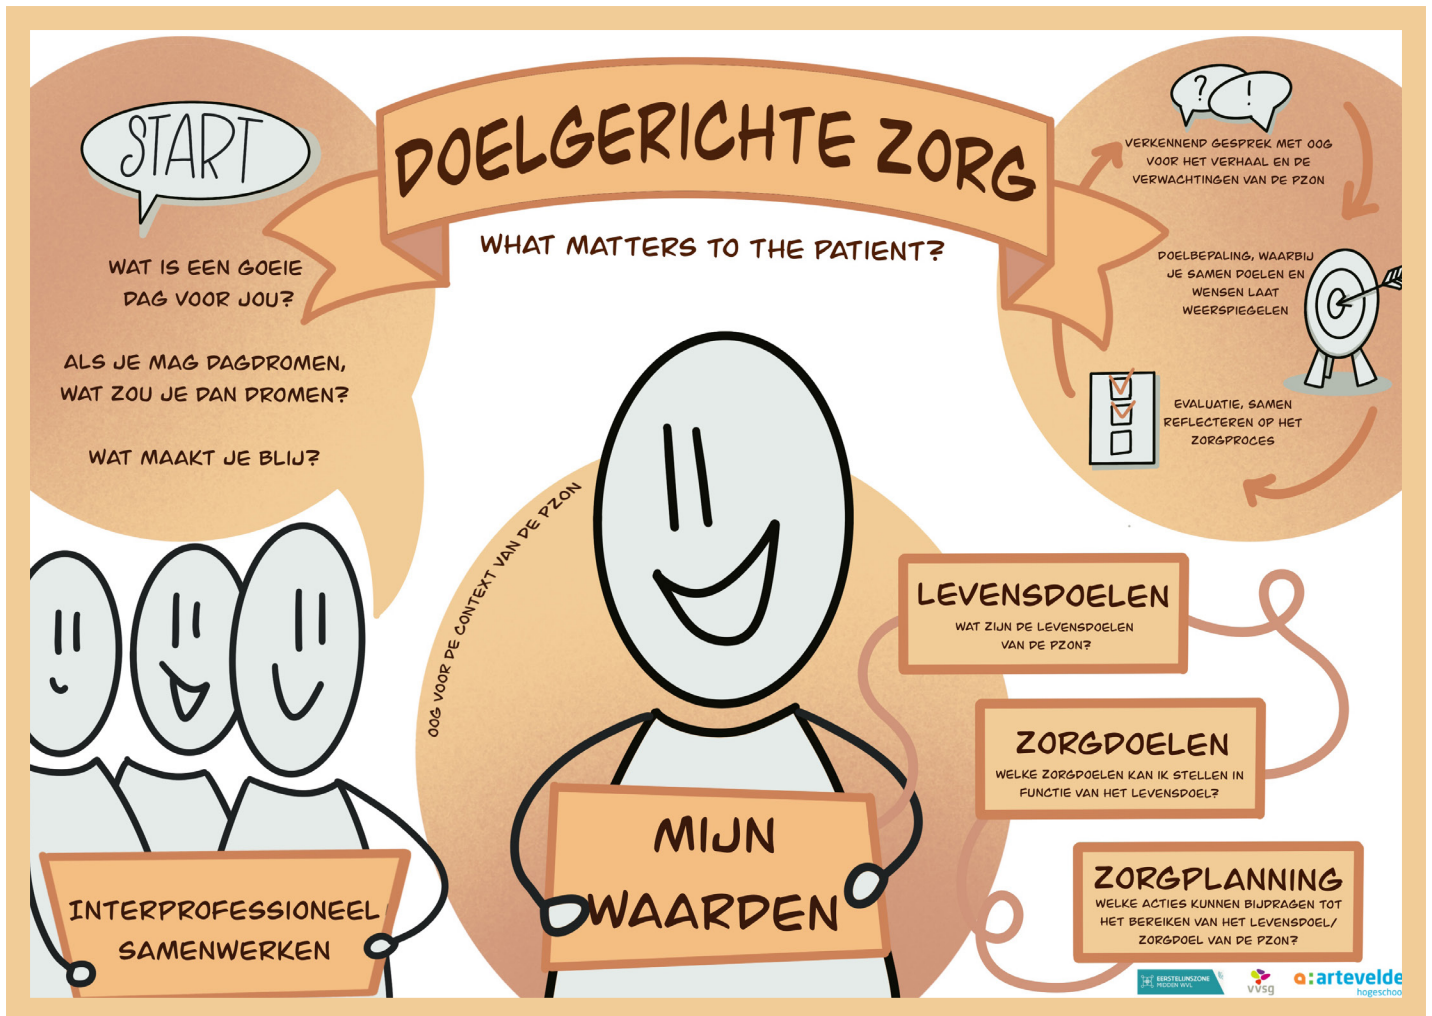 DOELGERICHTE ZORG
WHAT MATTERS TO THE PATIENT?
START
WAT IS EEN GOEIE
DAG VOOR JOU?
ALS JE MAG DAGDROMEN,
WAT ZOU JE DAN DROMEN?
WAT MAAKT JE BLIJ?
?
!
VERKENNEND GESPREK MET OOG
VOOR HET VERHAAL EN DE
VERWACHTINGEN VAN DE PZON
DOELBEPALING, WAARBIJ
JE SAMEN DOELEN EN
WENSEN LAAT
WEERSPIEGELEN
EVALUATIE, SAMEN
REFLECTEREN OP HET
ZORGPROCES
OOG VOOR DE CONTEXT VAN DE PZON
MIJN
WAARDEN
INTERPROFESSIONEEL
SAMENWERKEN
LEVENSDOELEN
WAT ZIJN DE LEVENSDOELEN
VAN DE PZON?
ZORGDOELEN
WELKE ZORGDOELEN KAN IK STELLEN IN
FUNCTIE VAN HET LEVENSDOEL?
ZORGPLANNING
WELKE ACTIES KUNNEN BIJDRAGEN TOT
HET BEREIKEN VAN HET LEVENSDOEL/
ZORGDOEL VAN DE PZON?
EERSTELIJNSZONE
MIDDEN WVL
vvsg
a:artevelde
hogeschoo